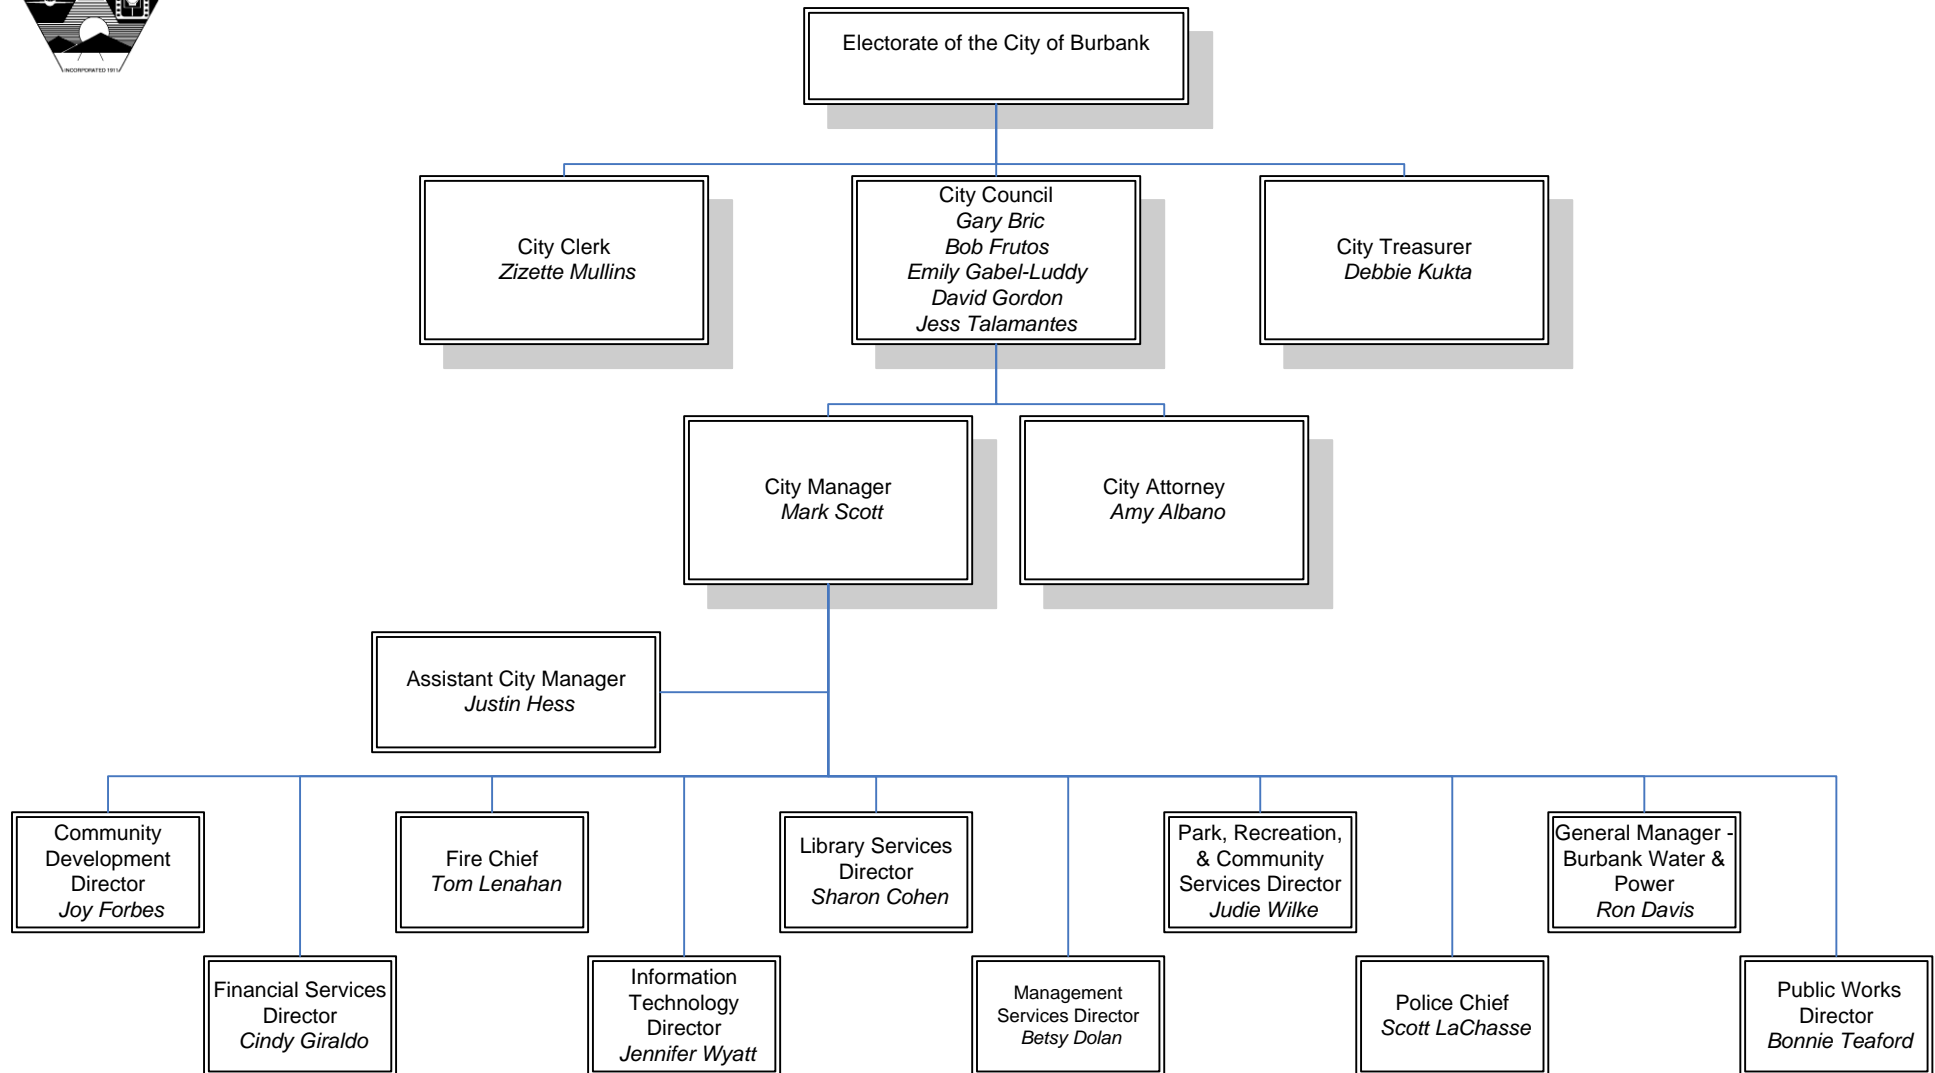 INCORPORATED 1911
Electorate of the City of Burbank
City Clerk
Zizette Mullins
City Council
Gary Bric
Bob Frutos
Emily Gabel-Luddy
David Gordon
Jess Talamantes
City Treasurer
Debbie Kukta
City Manager
Mark Scott
City Attorney
Amy Albano
Assistant City Manager
Justin Hess
Community
Development
Director
Joy Forbes
Fire Chief
Tom Lenahan
Library Services
Director
Sharon Cohen
Park, Recreation,
& Community
Services Director
Judie Wilke
General Manager -
Burbank Water &
Power
Ron Davis
Financial Services
Director
Cindy Giraldo
Information
Technology
Director
Jennifer Wyatt
Management
Services Director
Betsy Dolan
Police Chief
Scott LaChasse
Public Works
Director
Bonnie Teaford